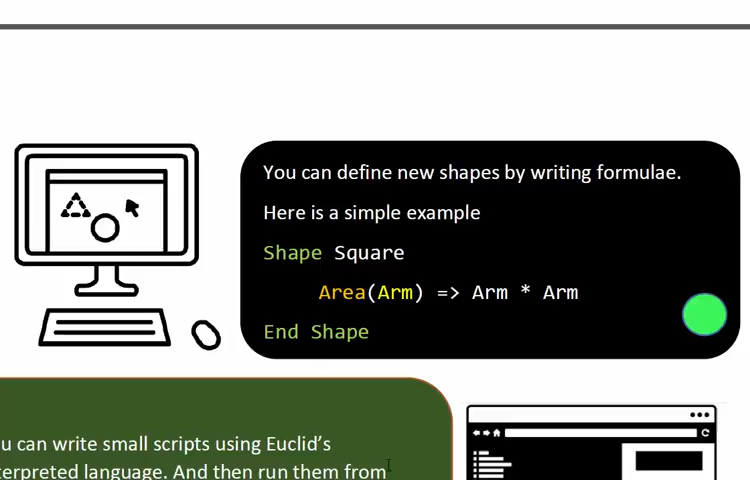 You can define new shapes by writing formulae.
Here is a simple example
Shape Square
Area(Arm) => Arm * Arm
End Shape
can write small scripts using Euclid's
language. And then run them from